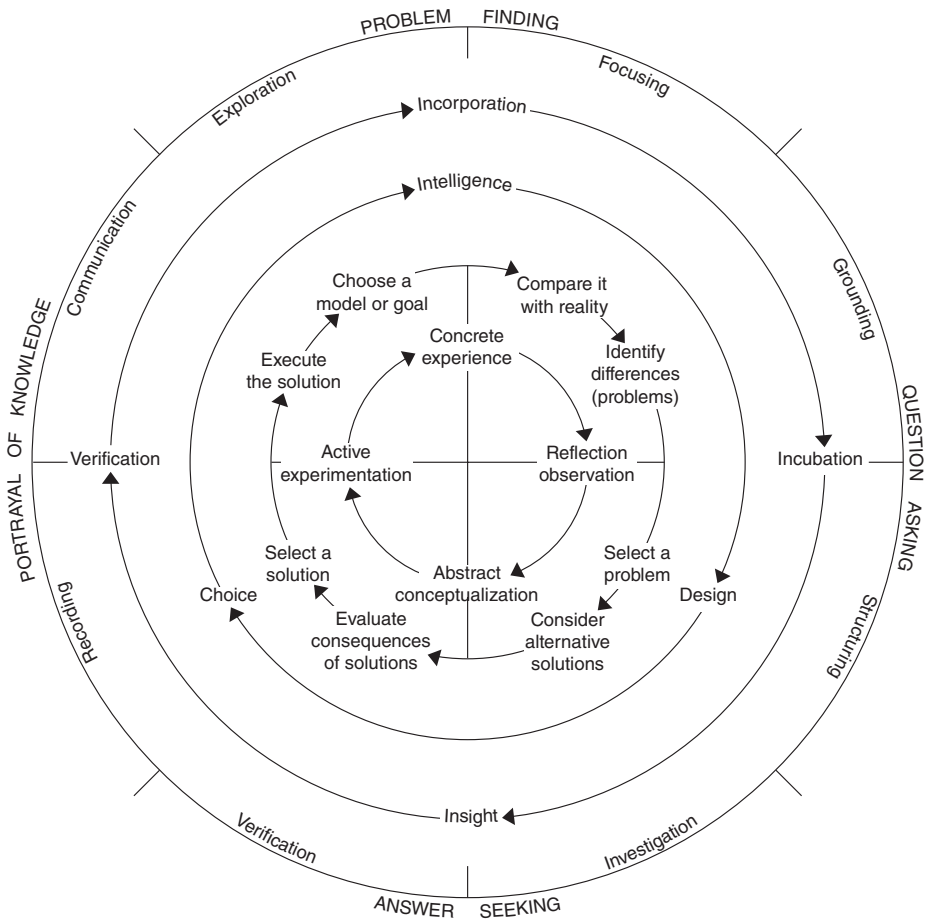 PROBLEM FINDING
Exploration
Focusing
Incorporation
Communication
Intelligence
Grounding
Choose a
model or goal
Compare it
with reality
Concrete
experience
Execute
the solution
Identify
differences
(problems)
PORTRAYAL OF KNOWLEDGE
QUESTION ASKING
Verification
Active
experimentation
Reflection
observation
Incubation
Select a
solution
Abstract
conceptualization
Select a
problem
Choice
Design
Evaluate
consequences
of solutions
Consider
alternative
solutions
Recording
Structuring
Insight
Verification
Investigation
ANSWER SEEKING